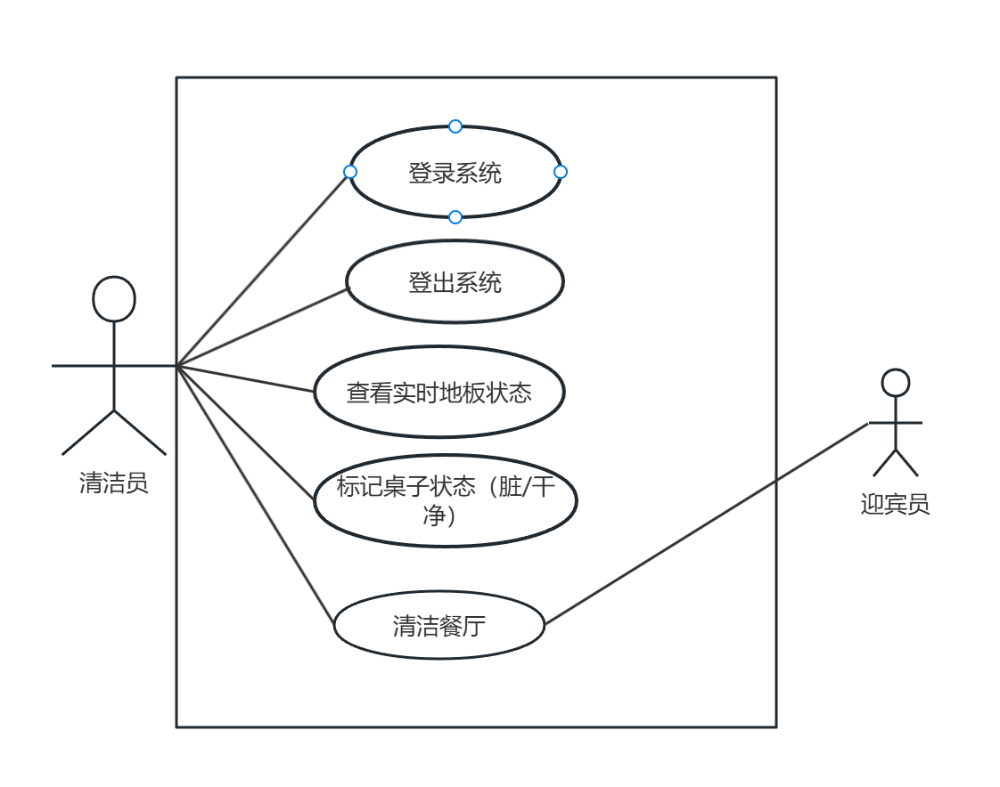 登录系统
登出系统
查看实时地板状态
清洁员
标记桌子状态（脏/干
净）
迎宾员
清洁餐厅